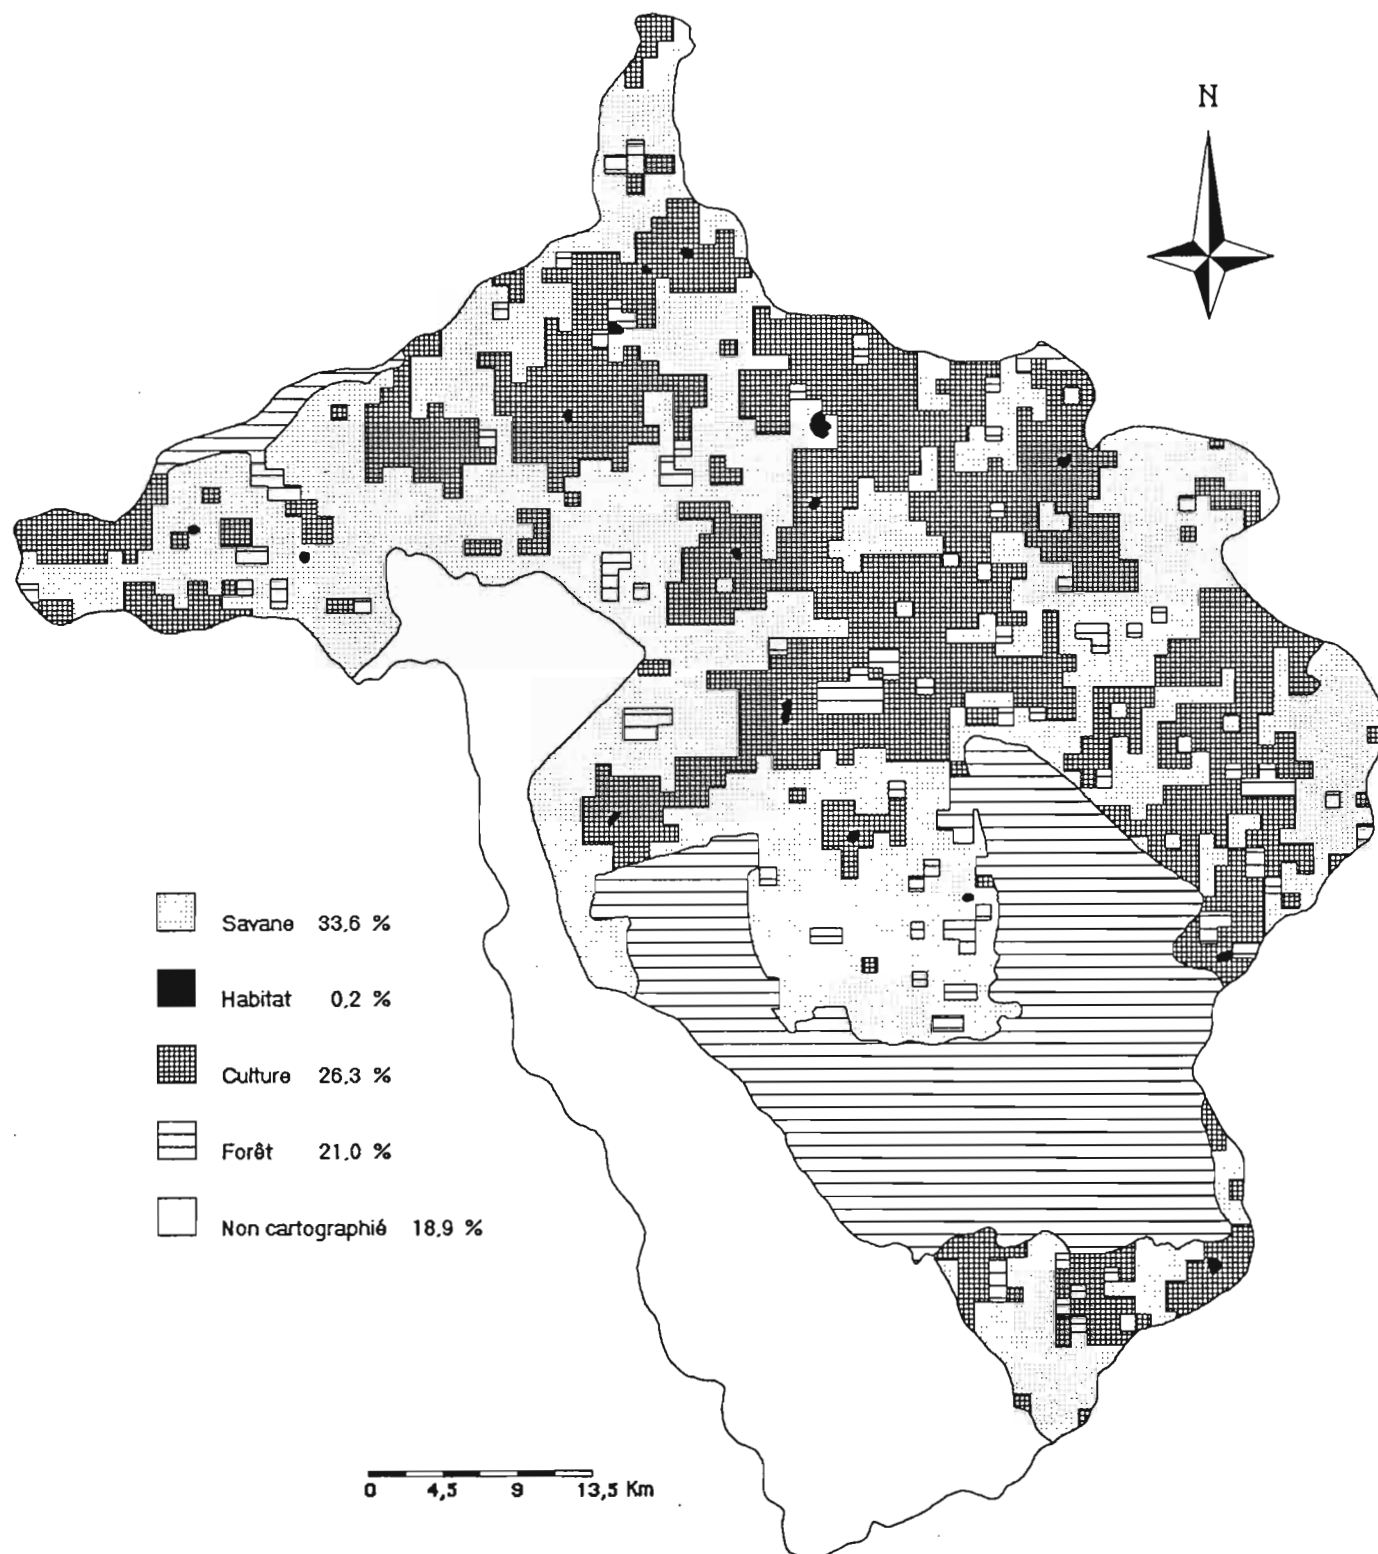 N
Savane 33,6 %
Habitat 0,2 %
Culture 26,3 %
Forêt 21,0 %
Non cartographié 18,9 %
0 4,5 9 13,5 Km